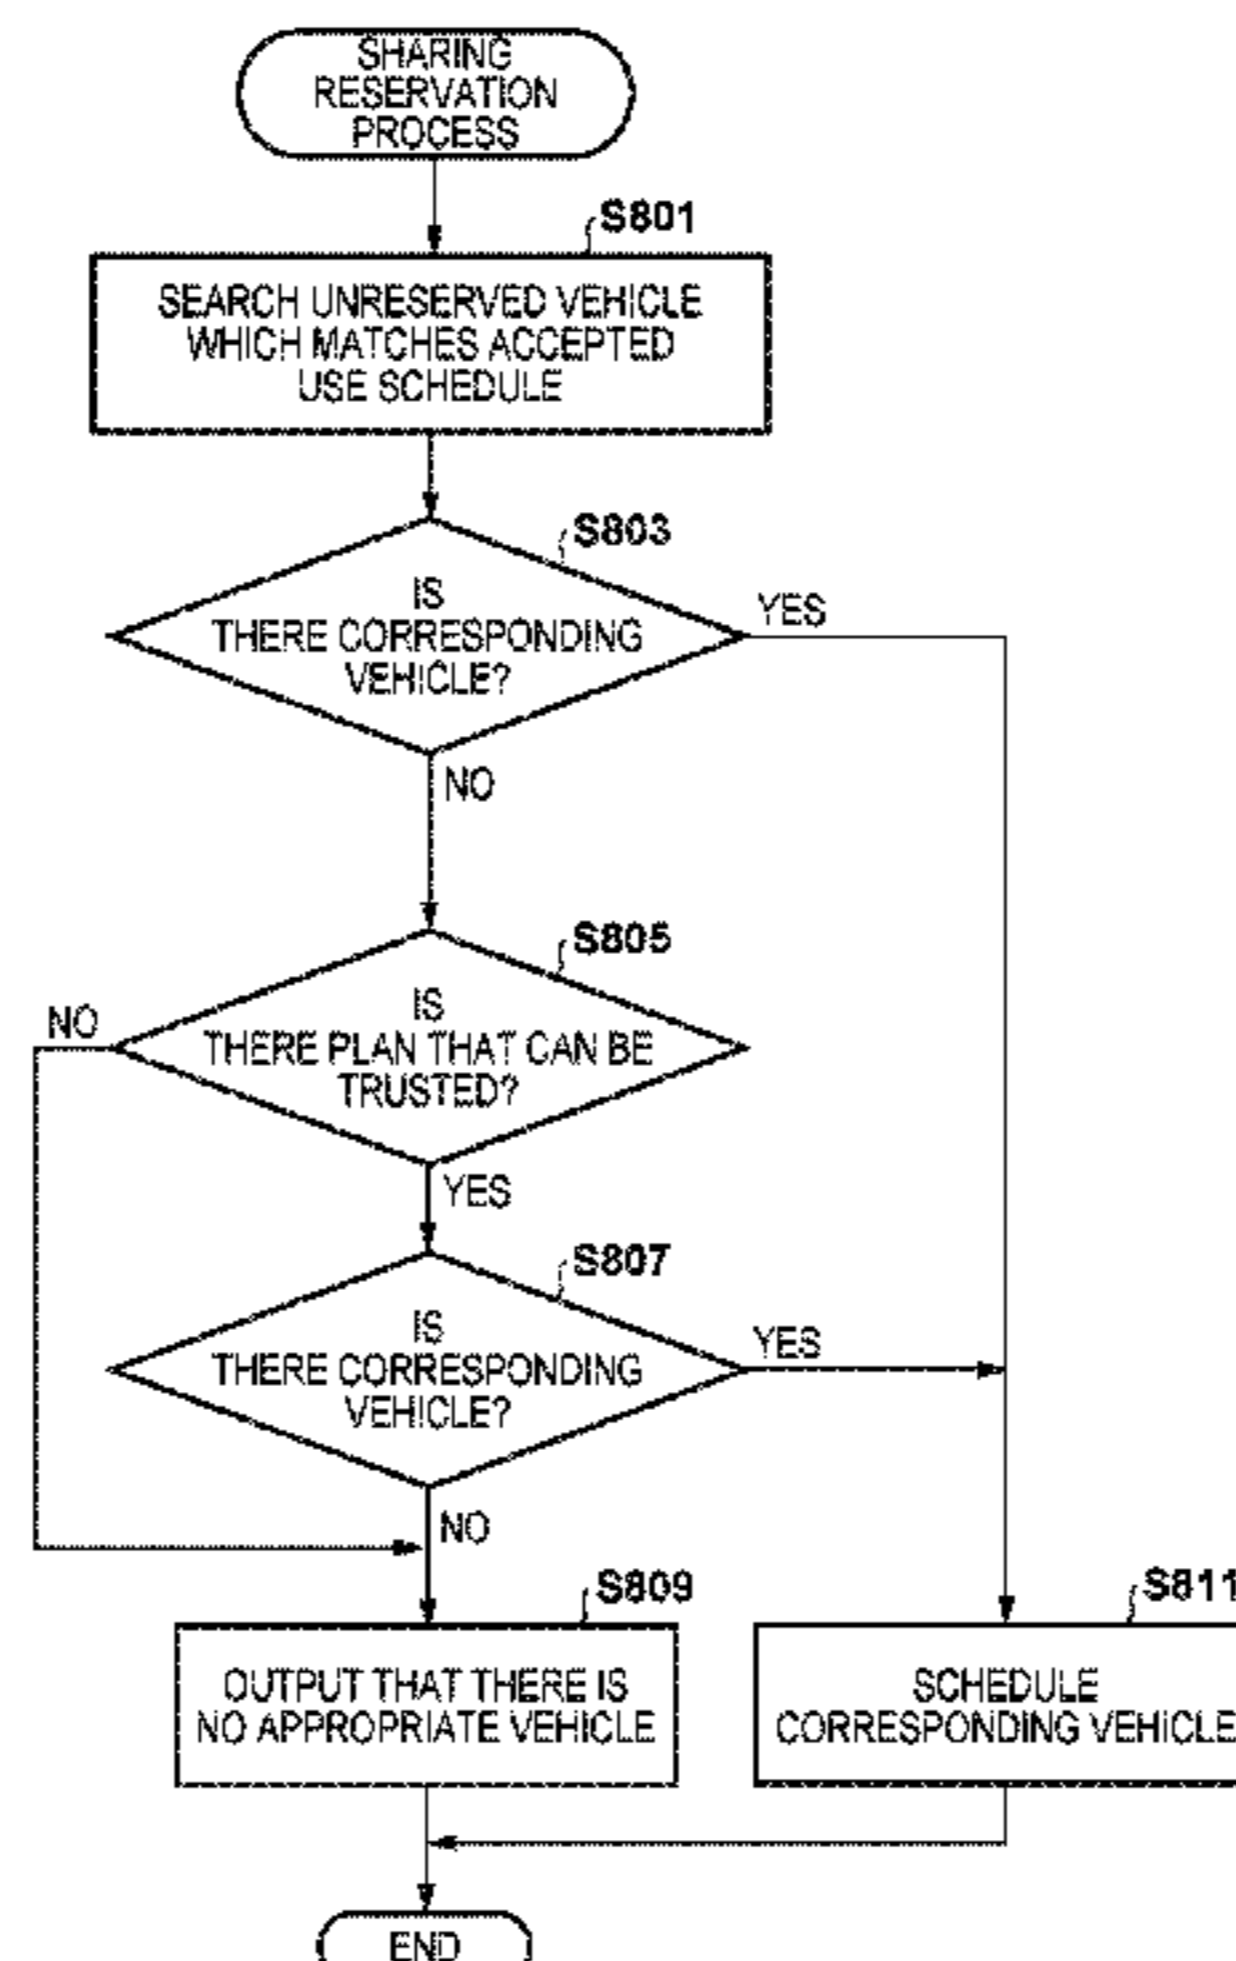 SHARING
RESERVATION
PROCESS
S801
SEARCH UNRESERVED VEHICLE
WHICH MATCHES ACCEPTED
USE SCHEDULE
S803
IS
THERE CORRESPONDING
VEHICLE?
YES
NO
S805
IS
THERE PLAN THAT CAN BE
TRUSTED?
NO
YES
S807
IS
THERE CORRESPONDING
VEHICLE?
YES
NO
S809
OUTPUT THAT THERE IS
NO APPROPRIATE VEHICLE
S811
SCHEDULE
CORRESPONDING VEHICLE
END